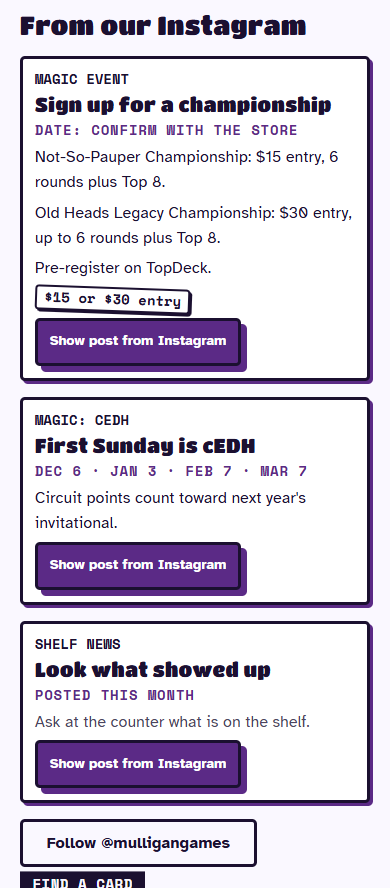 From our Instagram
MAGIC EVENT
Sign up for a championship
DATE: CONFIRM WITH THE STORE
Not-So-Pauper Championship: $15 entry, 6
rounds plus Top 8.
Old Heads Legacy Championship: $30 entry,
up to 6 rounds plus Top 8.
Pre-register on TopDeck.
$15 or $30 entry
Show post from Instagram
MAGIC: CEDH
First Sunday is cEDH
DEC 6 · JAN 3 · FEB 7 · MAR 7
Circuit points count toward next year's
invitational.
Show post from Instagram
SHELF NEWS
Look what showed up
POSTED THIS MONTH
Ask at the counter what is on the shelf.
Show post from Instagram
Follow @mulligangames
FIND A CARD